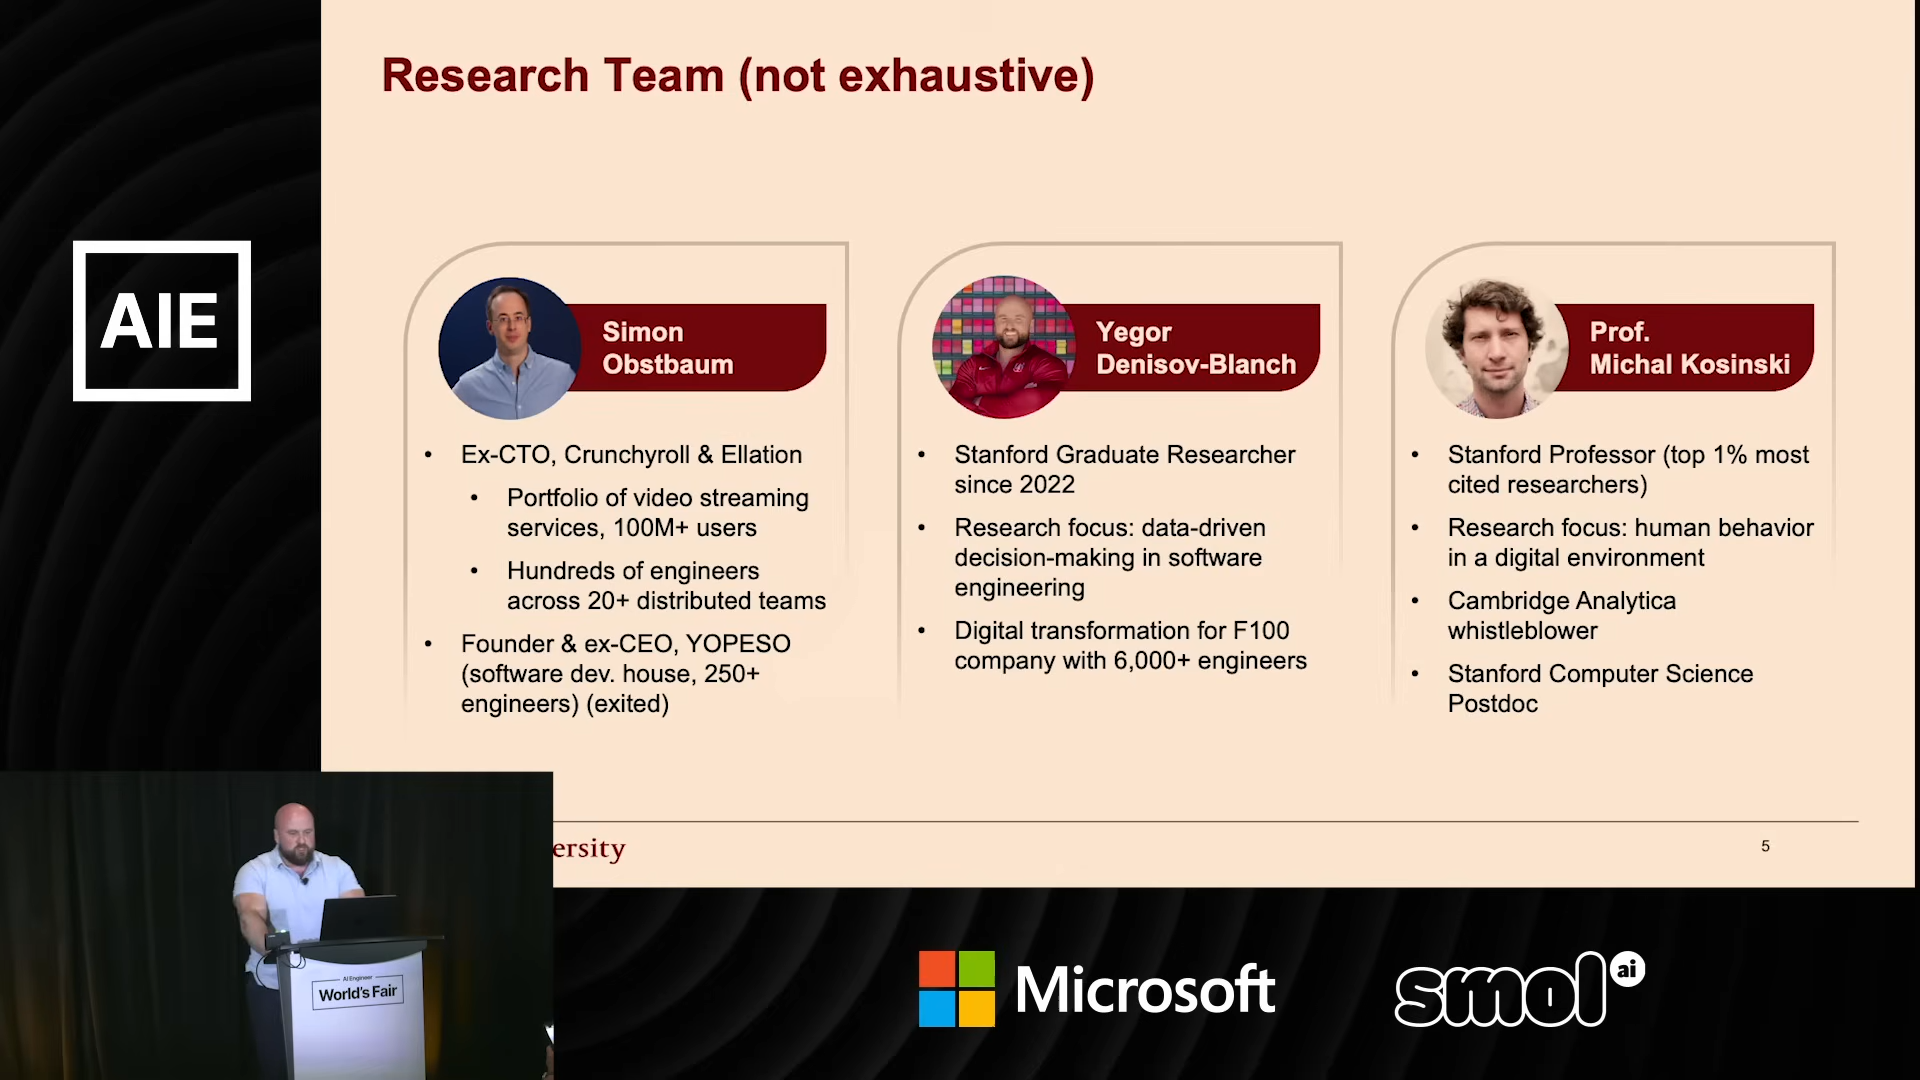 Research Team (not exhaustive)
AIE
Simon
Obstbaum
• Ex-CTO, Crunchyroll & Ellation
• Portfolio of video streaming
services, 100M+ users
• Hundreds of engineers
across 20+ distributed teams
• Founder & ex-CEO, YOPESO
(software dev. house, 250+
engineers) (exited)
Yegor
Denisov-Blanch
• Stanford Graduate Researcher
since 2022
• Research focus: data-driven
decision-making in software
engineering
• Digital transformation for F100
company with 6,000+ engineers
Prof.
Michal Kosinski
• Stanford Professor (top 1% most
cited researchers)
• Research focus: human behavior
in a digital environment
• Cambridge Analytica
whistleblower
• Stanford Computer Science
Postdoc
ersity
5
AI Engineer
World's Fair
Microsoft
smol ai